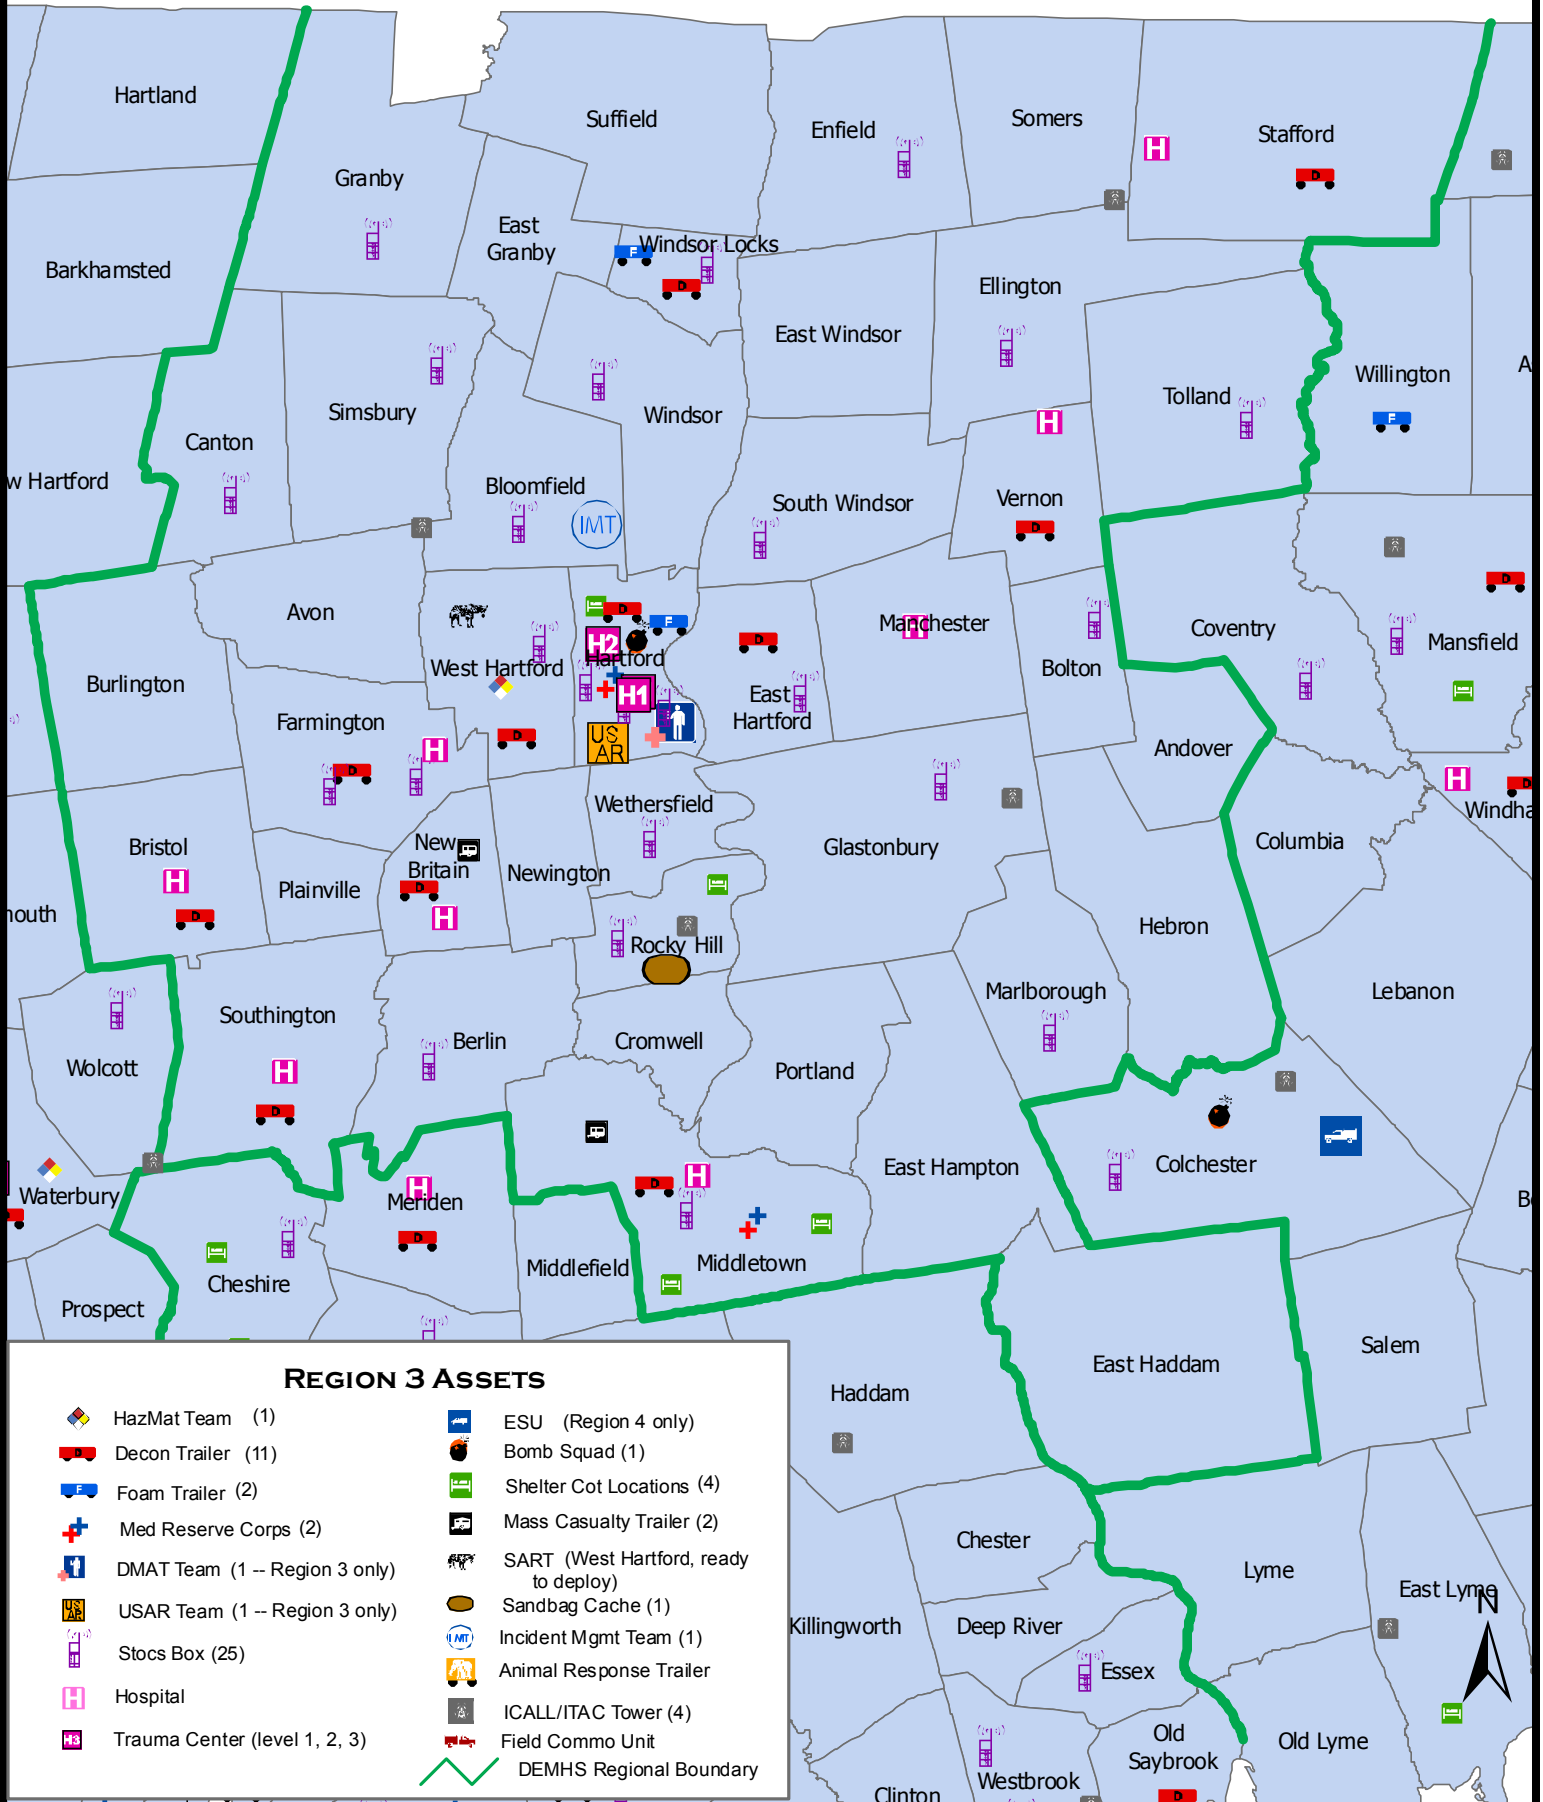 Hartland
Suffield
Enfield
Somers
Stafford
Granby
East
Granby
Windsor Locks
Barkhamsted
Ellington
East Windsor
A
Willington
Tolland
Simsbury
Windsor
Canton
w Hartford
Bloomfield
IMT
South Windsor
Vernon
Avon
Manchester
Coventry
Mansfield
H2
Hartford
West Hartford
Bolton
Burlington
H1
East
Hartford
Farmington
US
AR
Andover
Wethersfield
Windha
New
Britain
Bristol
Glastonbury
Columbia
Plainville
Newington
nouth
Hebron
Rocky Hill
Marlborough
Lebanon
Southington
Berlin
Cromwell
Wolcott
Portland
East Hampton
Colchester
Waterbury
Meriden
Bo
Middlefield
Middletown
Cheshire
Prospect
Salem
East Haddam
Haddam
REGION 3 ASSETS
HazMat Team (1)
Decon Trailer (11)
Foam Trailer (2)
Med Reserve Corps (2)
DMAT Team (1 -- Region 3 only)
USAR Team (1 -- Region 3 only)
Stocs Box (25)
Hospital
Trauma Center (level 1, 2, 3)
ESU (Region 4 only)
Bomb Squad (1)
Shelter Cot Locations (4)
Mass Casualty Trailer (2)
SART (West Hartford, ready
to deploy)
Sandbag Cache (1)
Incident Mgmt Team (1)
Animal Response Trailer
ICALL/ITAC Tower (4)
Field Commo Unit
DEMHS Regional Boundary
Chester
Lyme
East Lyme
N
Killingworth
Deep River
Essex
Old
Saybrook
Old Lyme
Westbrook
Clinton